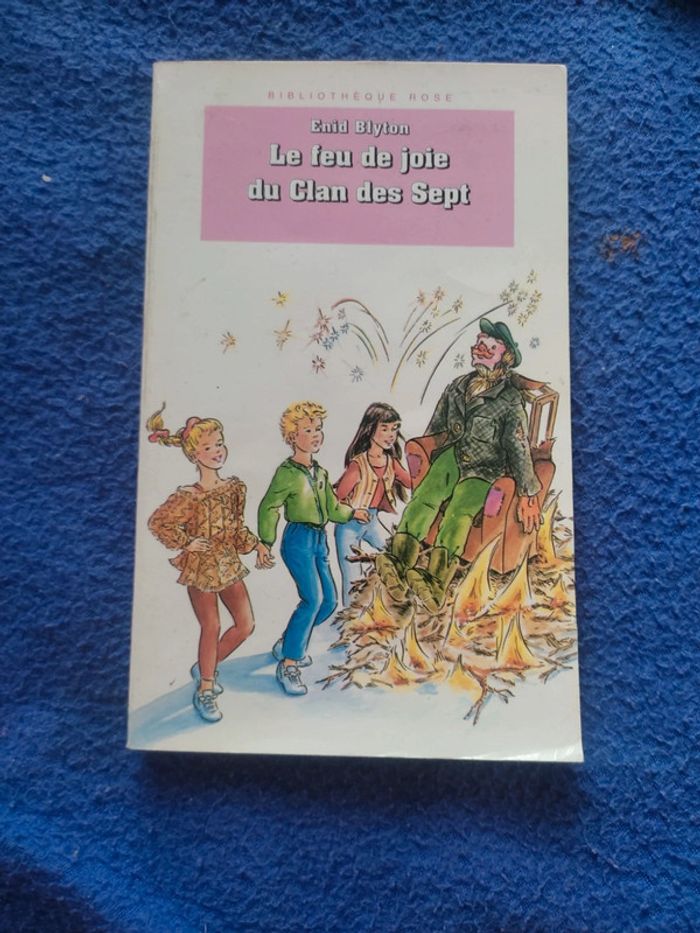 BIBLIOTHÈQUE ROSE
Enid Blyton
Le feu de joie
du Clan des Sept